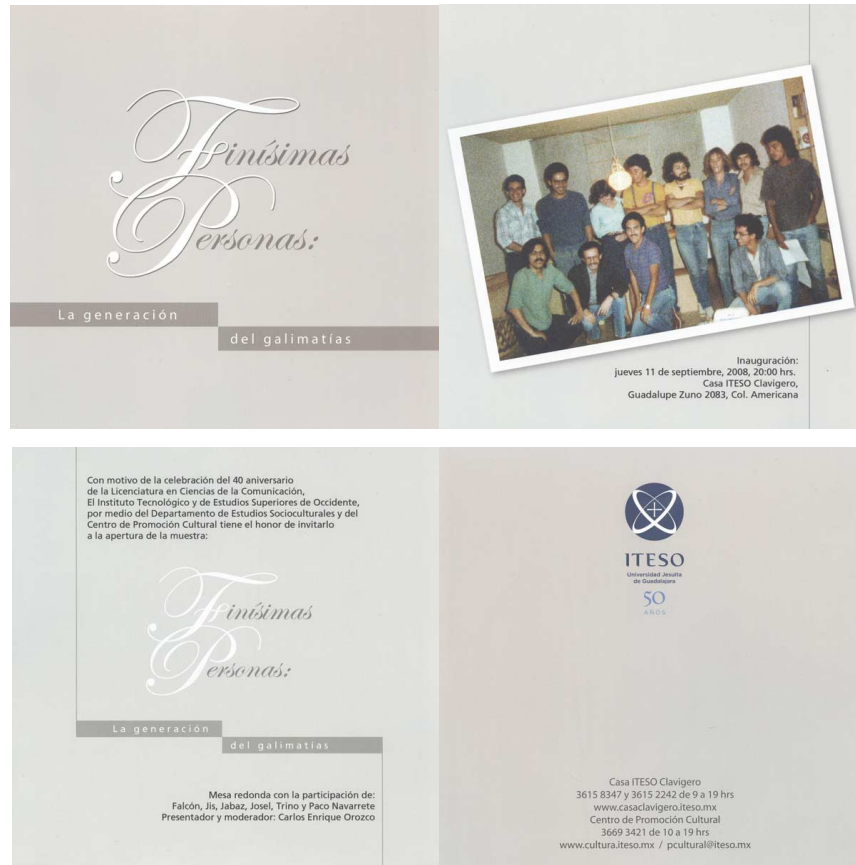 Finísimas
Personas:
La generación
del galimatías
Inauguración:
jueves 11 de septiembre, 2008, 20:00 hrs.
Casa ITESO Clavigero,
Guadalupe Zuno 2083, Col. Americana
Con motivo de la celebración del 40 aniversario
de la Licenciatura en Ciencias de la Comunicación,
El Instituto Tecnológico y de Estudios Superiores de Occidente,
por medio del Departamento de Estudios Socioculturales y del
Centro de Promoción Cultural tiene el honor de invitarlo
a la apertura de la muestra:
Finísimas
Personas:
La generación
del galimatías
Mesa redonda con la participación de:
Falcón, Jis, Jabaz, Josel, Trino y Paco Navarrete
Presentador y moderador: Carlos Enrique Orozco
ITESO
Universidad Jesuita
de Guadalajara
50
AÑOS
Casa ITESO Clavigero
3615 8347 y 3615 2242 de 9 a 19 hrs
www.casaclavigero.iteso.mx
Centro de Promoción Cultural
3669 3421 de 10 a 19 hrs
www.cultura.iteso.mx / pcultural@iteso.mx